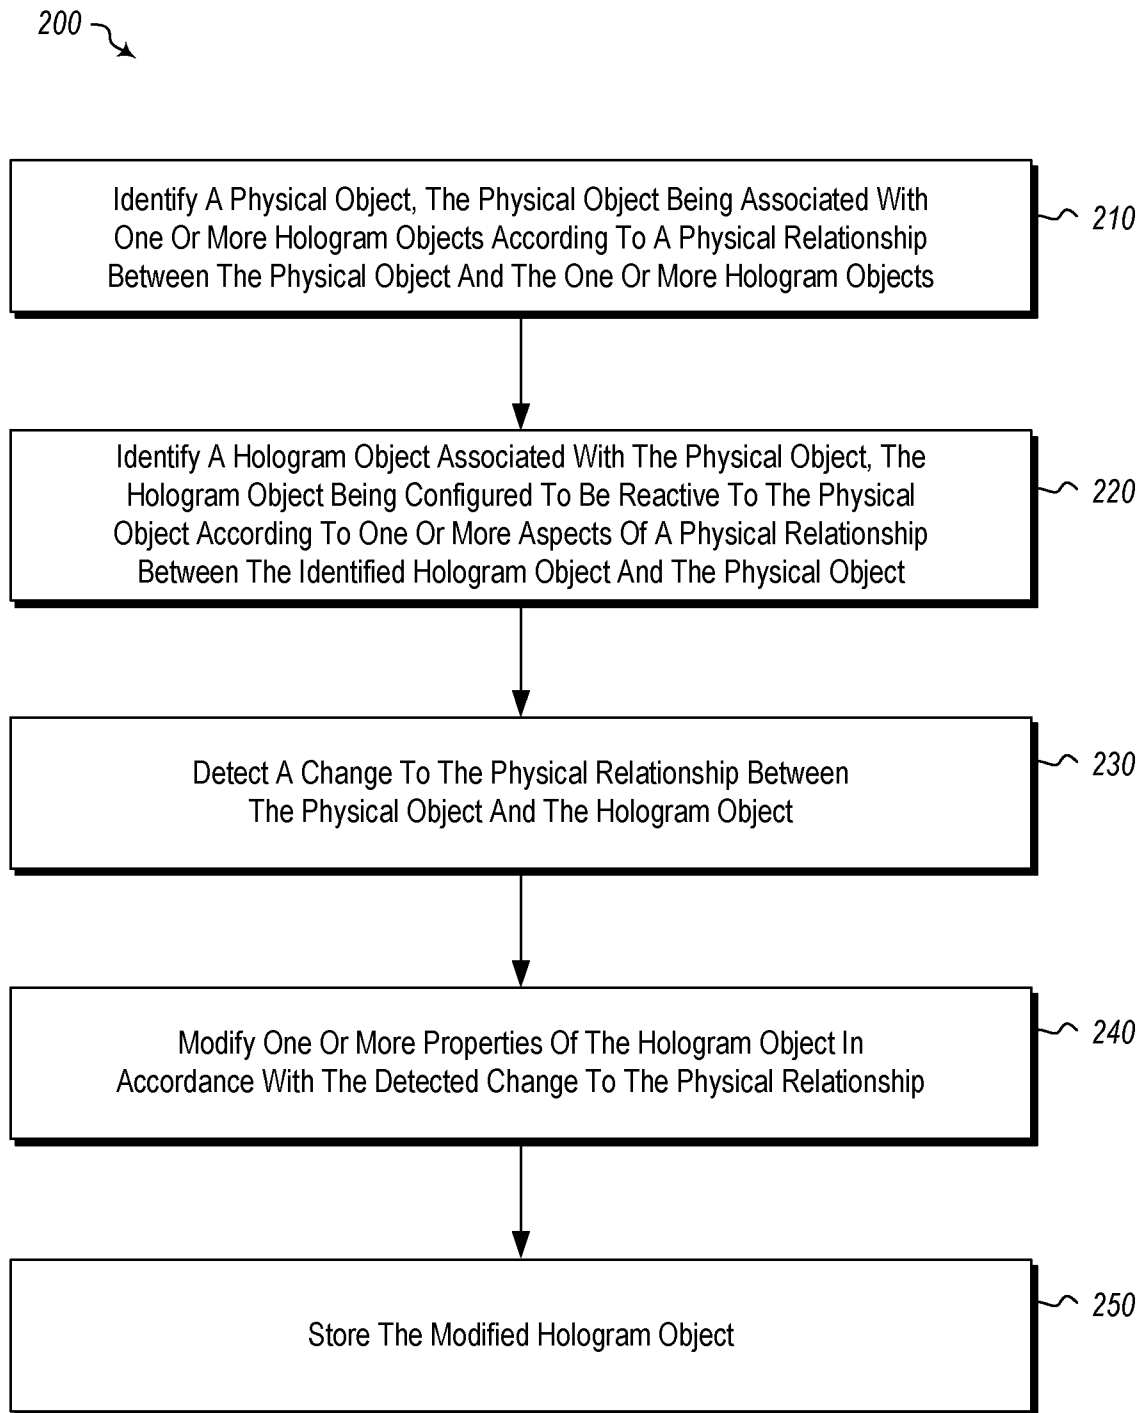 200
Identify A Physical Object, The Physical Object Being Associated With
One Or More Hologram Objects According To A Physical Relationship
Between The Physical Object And The One Or More Hologram Objects
210
Identify A Hologram Object Associated With The Physical Object, The
Hologram Object Being Configured To Be Reactive To The Physical
Object According To One Or More Aspects Of A Physical Relationship
Between The Identified Hologram Object And The Physical Object
220
Detect A Change To The Physical Relationship Between
The Physical Object And The Hologram Object
230
Modify One Or More Properties Of The Hologram Object In
Accordance With The Detected Change To The Physical Relationship
240
Store The Modified Hologram Object
250